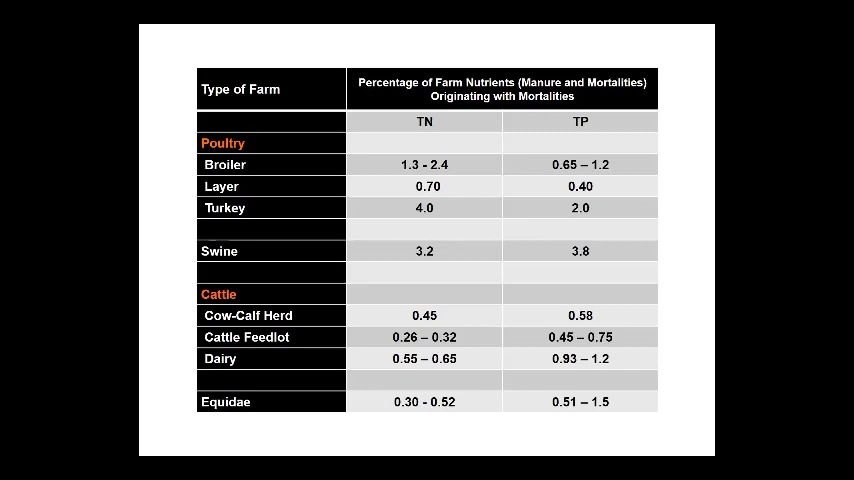 Type of Farm
Percentage of Farm Nutrients (Manure and Mortalities)
Originating with Mortalities
TN TP
Poultry
Broiler 1.3 - 2.4 0.65 – 1.2
Layer 0.70 0.40
Turkey 4.0 2.0
Swine 3.2 3.8
Cattle
Cow-Calf Herd 0.45 0.58
Cattle Feedlot 0.26 – 0.32 0.45 – 0.75
Dairy 0.55 – 0.65 0.93 – 1.2
Equidae 0.30 - 0.52 0.51 – 1.5